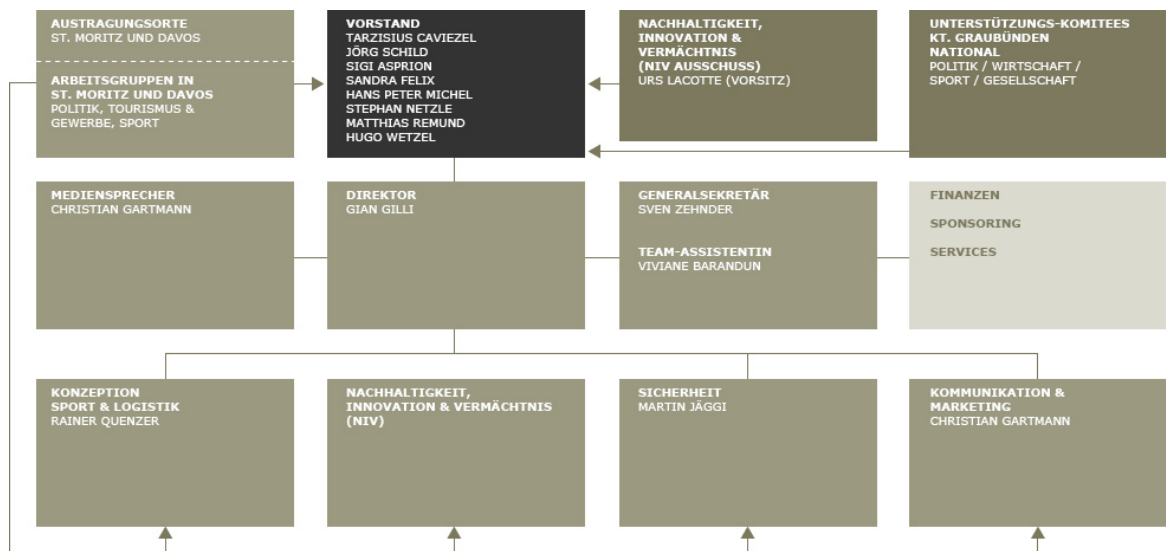 AUSTRAGUNGSORTE
ST. MORITZ UND DAVOS
ARBEITSGRUPPEN IN
ST. MORITZ UND DAVOS
POLITIK, TOURISMUS &
GEWERBE, SPORT
VORSTAND
TARZISIUS CAVIEZEL
JÖRG SCHILD
SIGI ASPRION
SANDRA FELIX
HANS PETER MICHEL
STEPHAN NETZLE
MATTHIAS REMUND
HUGO WETZEL
NACHHALTIGKEIT,
INNOVATION &
VERMÄCHTNIS
(NIV AUSSCHUSS)
URS LACOTTE (VORSITZ)
UNTERSTÜTZUNGS-KOMITEES
KT. GRAUBÜNDEN
NATIONAL
POLITIK / WIRTSCHAFT /
SPORT / GESELLSCHAFT
MEDIENSPRECHER
CHRISTIAN GARTMANN
DIREKTOR
GIAN GILLI
GENERALSEKRETÄR
SVEN ZEHNDER
TEAM-ASSISTENTIN
VIVIANE BARANDUN
FINANZEN
SPONSORING
SERVICES
KONZEPTION
SPORT & LOGISTIK
RAINER QUENZER
NACHHALTIGKEIT,
INNOVATION & VERMÄCHTNIS
(NIV)
SICHERHEIT
MARTIN JÄGGI
KOMMUNIKATION &
MARKETING
CHRISTIAN GARTMANN